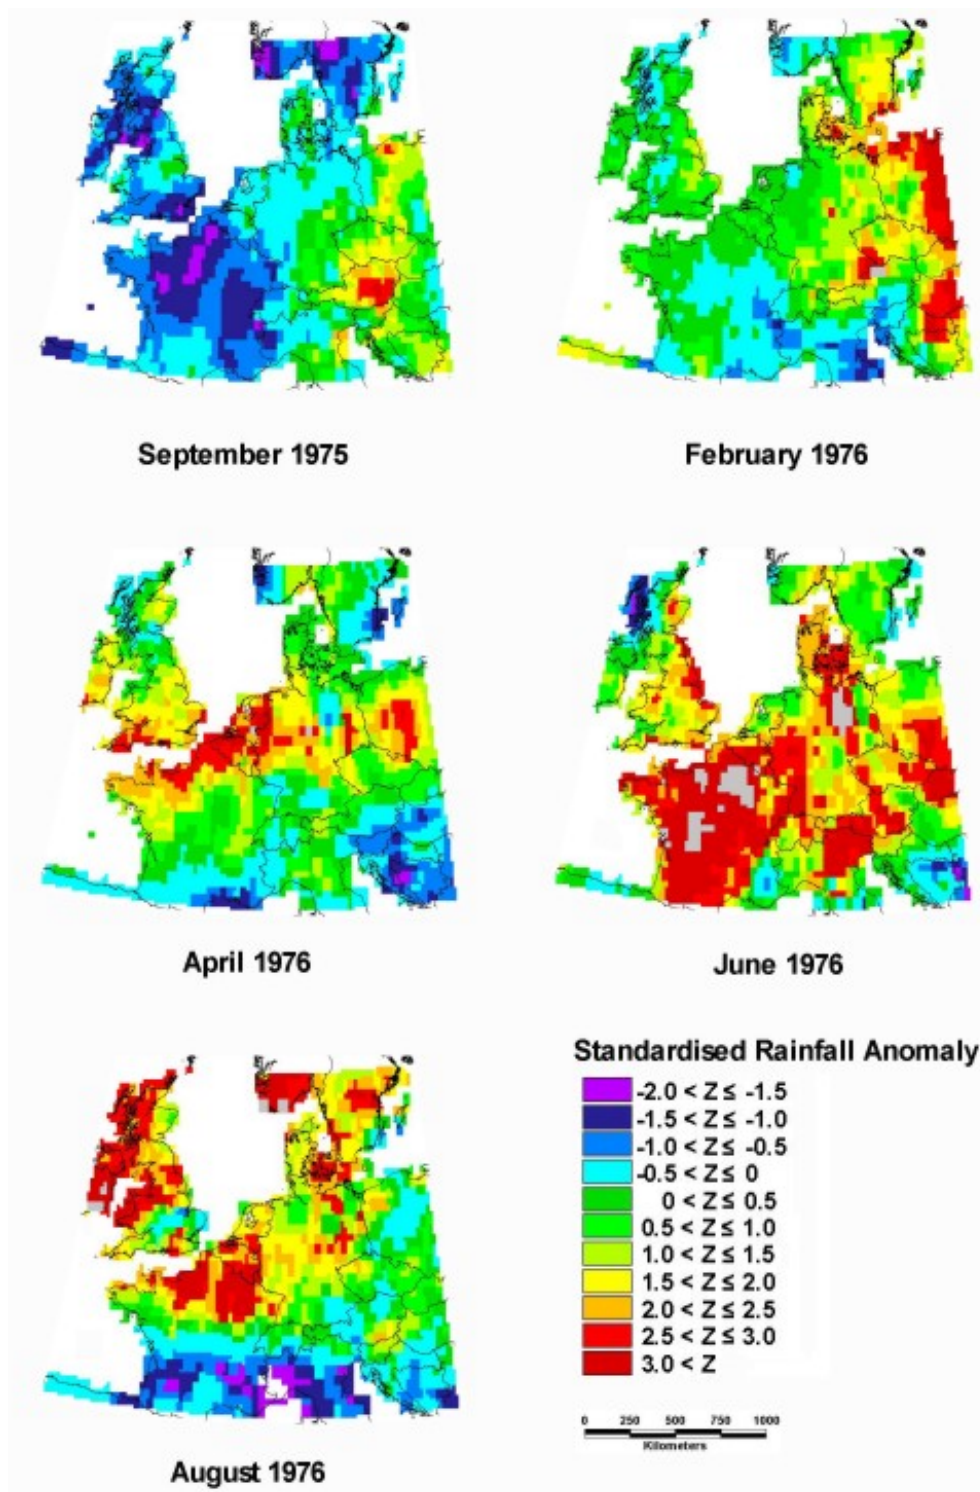 September 1975
February 1976
April 1976
June 1976
August 1976
Standardised Rainfall Anomaly
-2.0 < Z ≤ -1.5
-1.5 < Z ≤ -1.0
-1.0 < Z ≤ -0.5
-0.5 < Z ≤ 0
0 < Z ≤ 0.5
0.5 < Z ≤ 1.0
1.0 < Z ≤ 1.5
1.5 < Z ≤ 2.0
2.0 < Z ≤ 2.5
2.5 < Z ≤ 3.0
3.0 < Z
0 250 500 750 1000
Kilometers